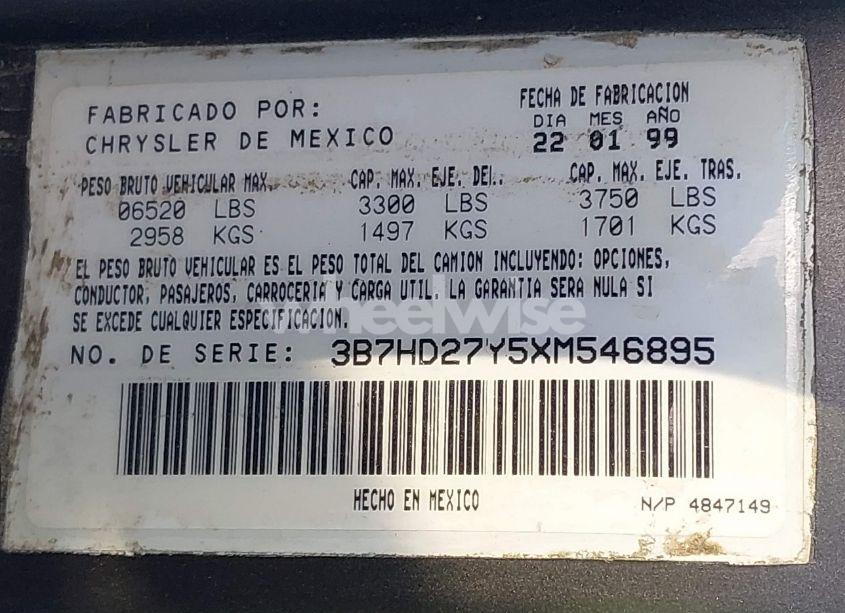 FABRICADO POR:
CHRYSLER DE MEXICO
FECHA DE FABRICACION
DIA MES AÑO
22 01 99
PESO BRUTO VEHICULAR MAX. CAP. MAX. EJE. DEL. CAP. MAX. EJE. TRAS.
06520 LBS 3300 LBS 3750 LBS
2958 KGS 1497 KGS 1701 KGS
EL PESO BRUTO VEHICULAR ES EL PESO TOTAL DEL CAMION INCLUYENDO: OPCIONES,
CONDUCTOR, PASAJEROS, CARROCERIA Y CARGA UTIL. LA GARANTIA SERA NULA SI
SE EXCEDE CUALQUIER ESPECIFICACION.
wheelwise
NO. DE SERIE: 3B7HD27Y5XM546895
HECHO EN MEXICO
N/P 4847149